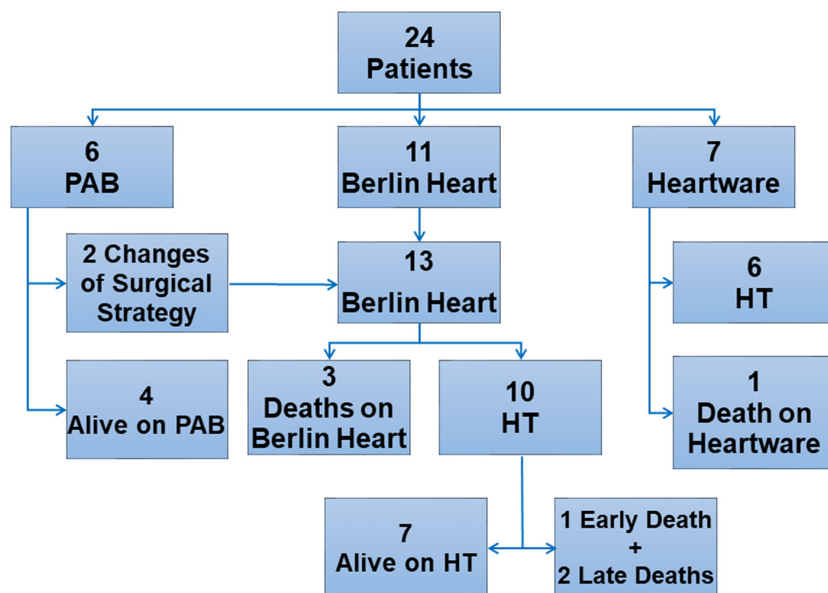 24
Patients
6
PAB
11
Berlin Heart
7
Heartware
2 Changes
of Surgical
Strategy
13
Berlin Heart
6
HT
4
Alive on PAB
3
Deaths on
Berlin Heart
10
HT
1
Death on
Heartware
7
Alive on HT
1 Early Death
+
2 Late Deaths